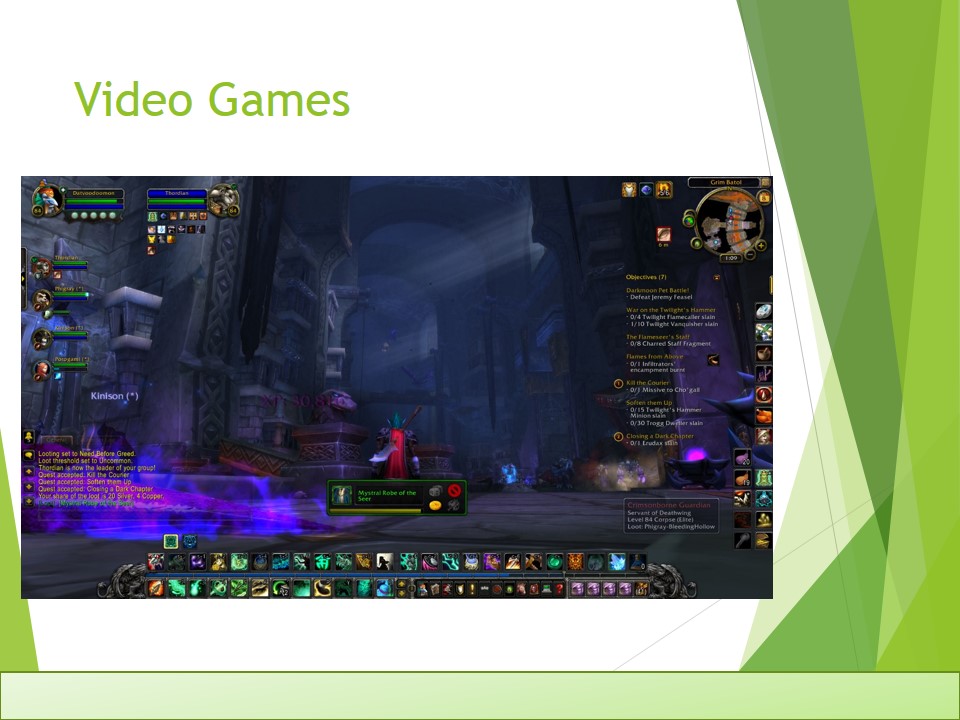 Video Games
Thordian
Grim Batol
6 m
1:00
Thordian
Phigray (*)
Kinison (*)
Objectives (7)
Darkmoon Pet Battle!
- Defeat Jeremy Feasel
War on the Twilight's Hammer
- 0/4 Twilight Flamecaller slain
- 1/10 Twilight Vanquisher slain
The Flameseer's Staff
- 0/8 Charred Staff Fragment
Flames from Above
- 0/1 Infiltrators' encampment burnt
Kill the Courier
- 0/1 Missive to Cho'gall
Soften them Up
- 0/15 Twilight's Hammer Minion slain
- 0/30 Trogg Dweller slain
Closing a Dark Chapter
- 0/1 Erudax slain
Looting set to Need Before Greed.
Loot threshold set to Uncommon.
Thordian is now the leader of your group!
Quest accepted: Kill the Courier
Quest accepted: Soften them Up
Quest accepted: Closing a Dark Chapter
Your share of the loot is 20 Silver, 4 Copper.
Mystral Robe of the
Seer
Crimsonborne Guardian
Servant of Deathwing
Level 84 Corpse (Elite)
Loot: Phigray-BleedingHollow